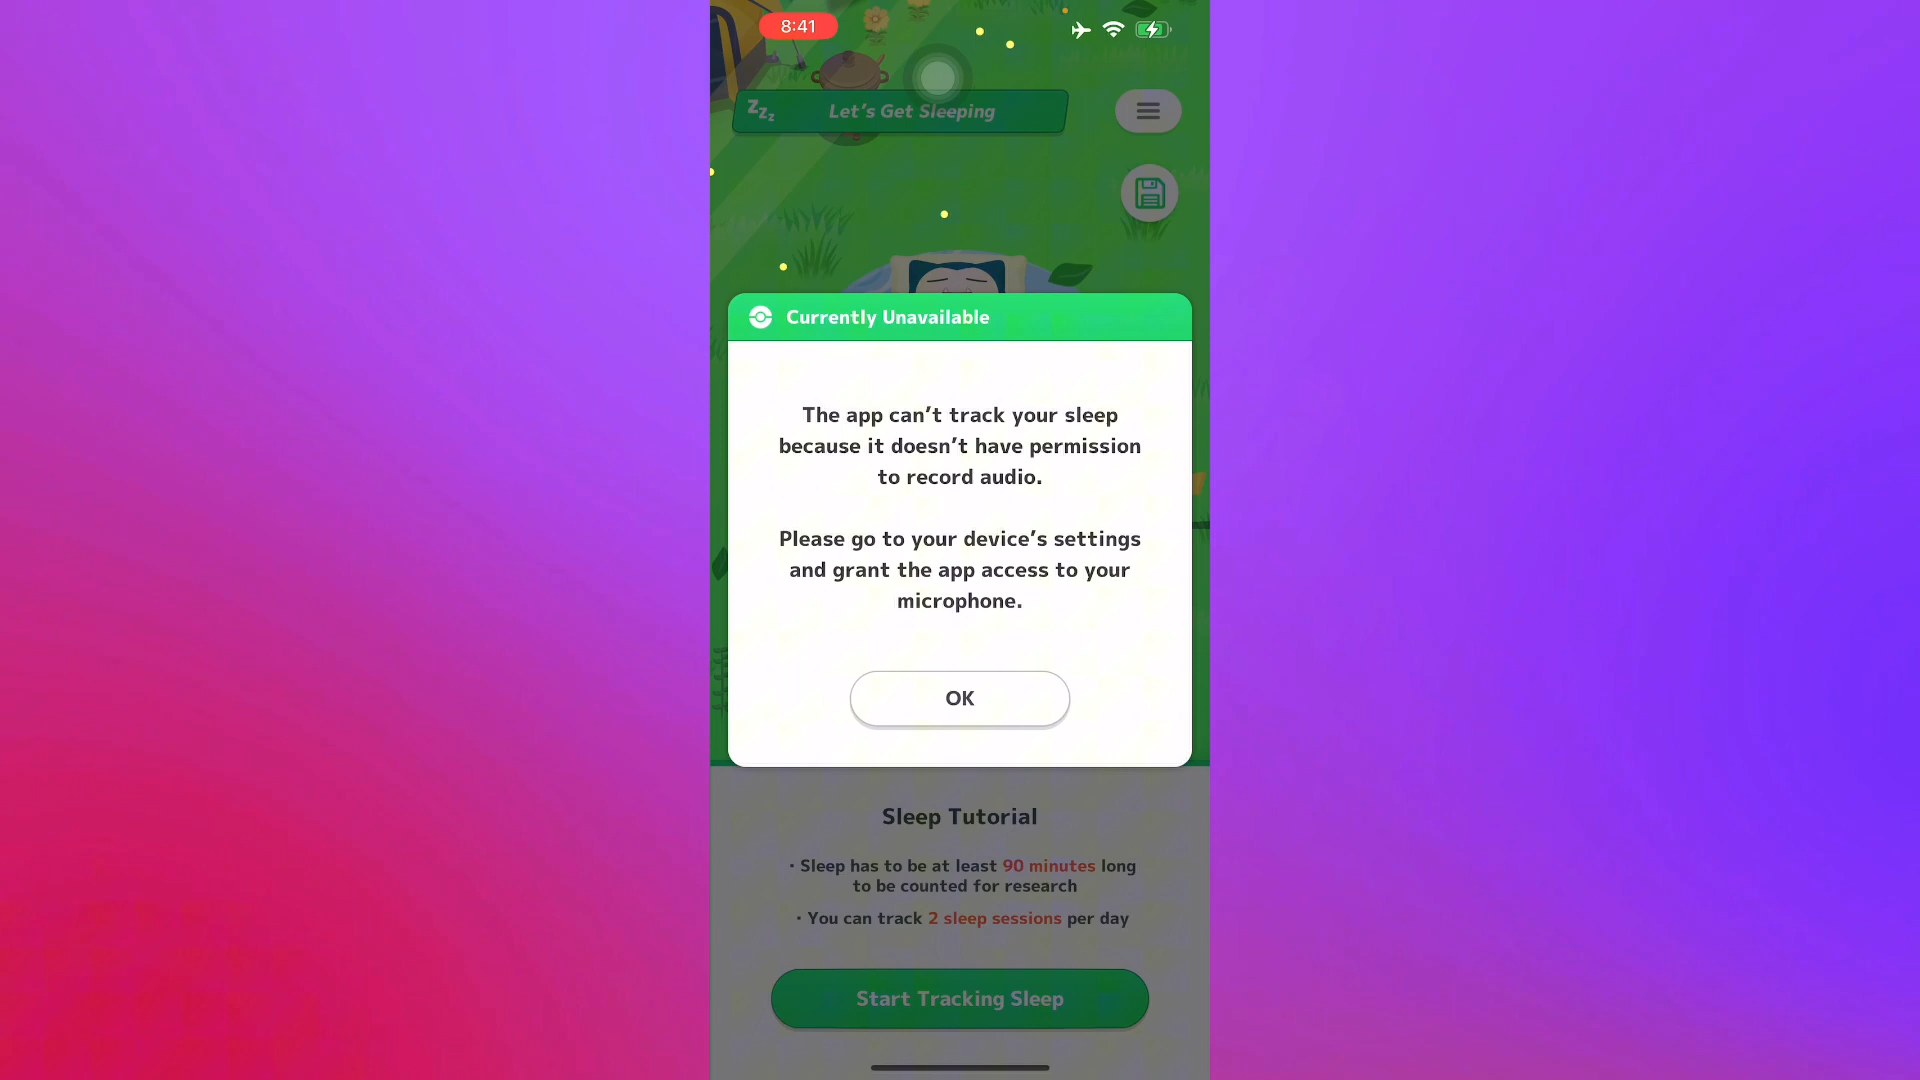 8:41
Zzz Let's Get Sleeping
Currently Unavailable
The app can't track your sleep
because it doesn't have permission
to record audio.
Please go to your device's settings
and grant the app access to your
microphone.
OK
Sleep Tutorial
・Sleep has to be at least 90 minutes long
to be counted for research
・You can track 2 sleep sessions per day
Start Tracking Sleep